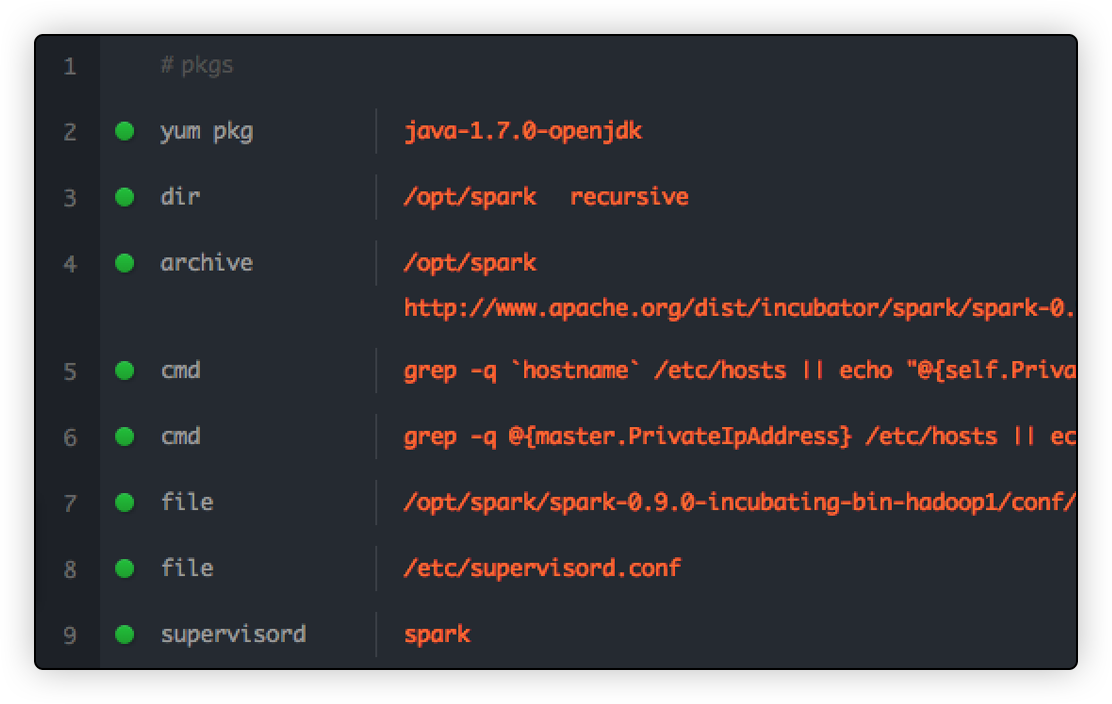 1 # pkgs
2 yum pkg java-1.7.0-openjdk
3 dir /opt/spark recursive
4 archive /opt/spark
http://www.apache.org/dist/incubator/spark/spark-0.
5 cmd grep -q `hostname` /etc/hosts || echo "@{self.Priva
6 cmd grep -q @{master.PrivateIpAddress} /etc/hosts || ec
7 file /opt/spark/spark-0.9.0-incubating-bin-hadoop1/conf/
8 file /etc/supervisord.conf
9 supervisord spark